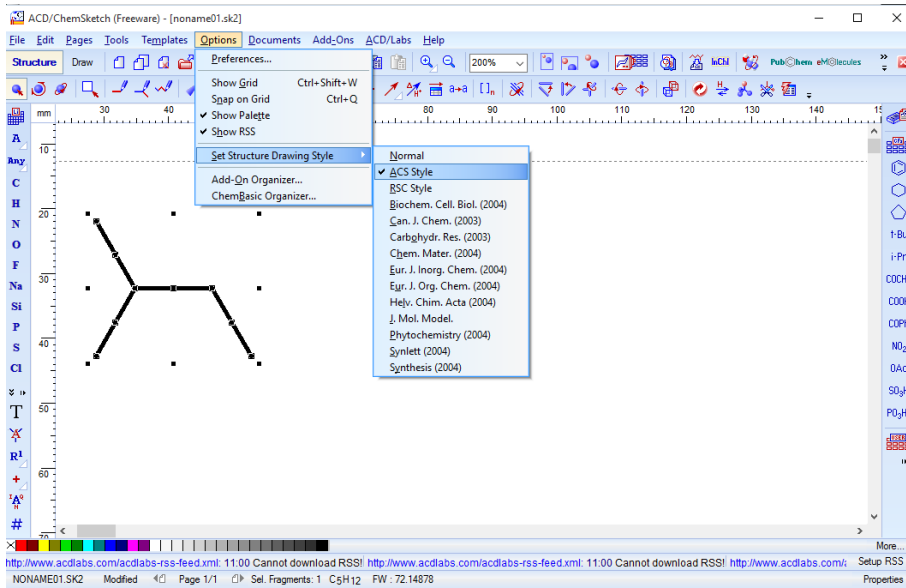 ACD/ChemSketch (Freeware) - [noname01.sk2]
File Edit Pages Tools Templates Options Documents Add-Ons ACD/Labs Help
Structure Draw 200% InChI PubChem eMolecules
Preferences...
Show Grid Ctrl+Shift+W
Snap on Grid Ctrl+Q
Show Palette
Show RSS
Set Structure Drawing Style
Add-On Organizer...
ChemBasic Organizer...
Normal
ACS Style
RSC Style
Biochem. Cell. Biol. (2004)
Can. J. Chem. (2003)
Carbohydr. Res. (2003)
Chem. Mater. (2004)
Eur. J. Inorg. Chem. (2004)
Eur. J. Org. Chem. (2004)
Helv. Chim. Acta (2004)
J. Mol. Model.
Phytochemistry (2004)
Synlett (2004)
Synthesis (2004)
mm 30 80 90 100 110 120 130 140
10
20
30
40
50
60
A
Any
C
H
N
O
F
Na
Si
P
S
Cl
T
R1
#
t-Bu
i-Pr
COCH
COOH
COPH
NO2
OAc
SO3H
PO3H
More...
http://www.acdlabs.com/acdlabs-rss-feed.xml: 11:00 Cannot download RSS! http://www.acdlabs.com/acdlabs-rss-feed.xml: 11:00 Cannot download RSS! http://www.acdlabs.com/a Setup RSS
NONAME01.SK2 Modified Page 1/1 Sel. Fragments: 1 C5H12 FW : 72.14878 Properties